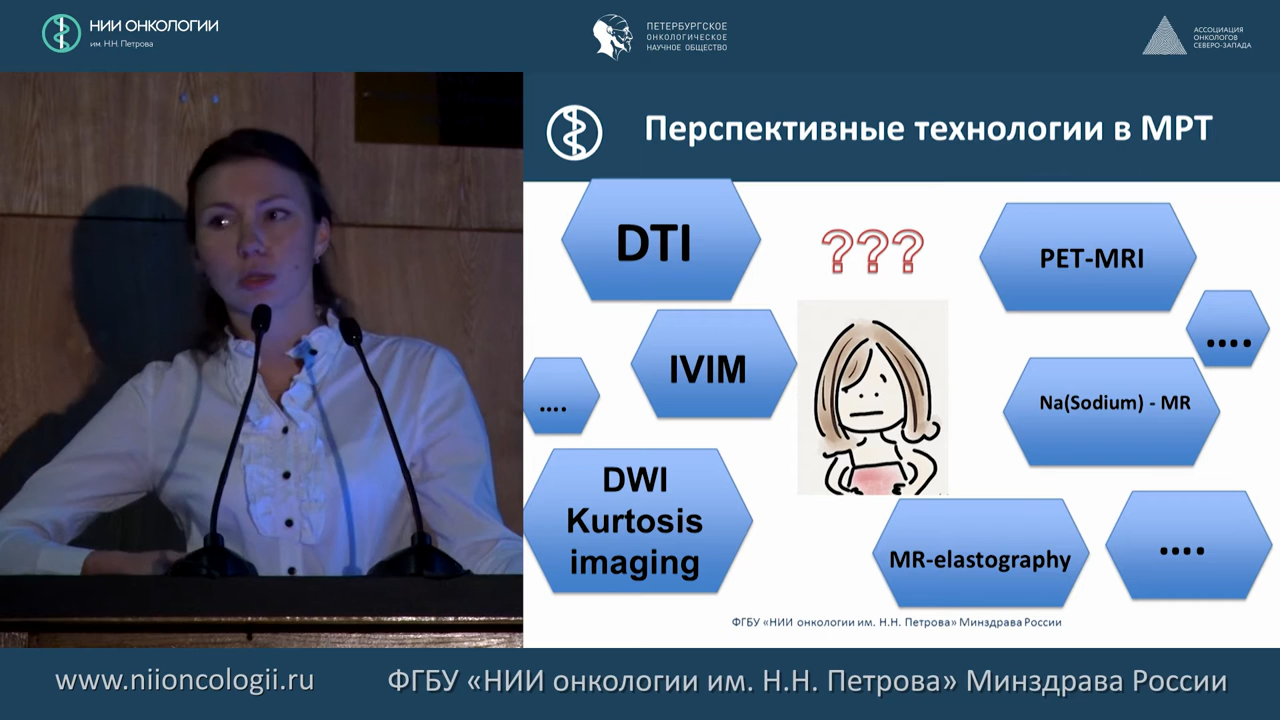 НИИ ОНКОЛОГИИ
им. Н.Н. Петрова
ПЕТЕРБУРГСКОЕ
ОНКОЛОГИЧЕСКОЕ
НАУЧНОЕ ОБЩЕСТВО
АССОЦИАЦИЯ
ОНКОЛОГОВ
СЕВЕРО-ЗАПАДА
Перспективные технологии в МРТ
DTI
???
PET-MRI
....
IVIM
....
Na(Sodium) - MR
DWI
Kurtosis
imaging
MR-elastography
....
ФГБУ «НИИ онкологии им. Н.Н. Петрова» Минздрава России
www.niioncologii.ru
ФГБУ «НИИ онкологии им. Н.Н. Петрова» Минздрава России